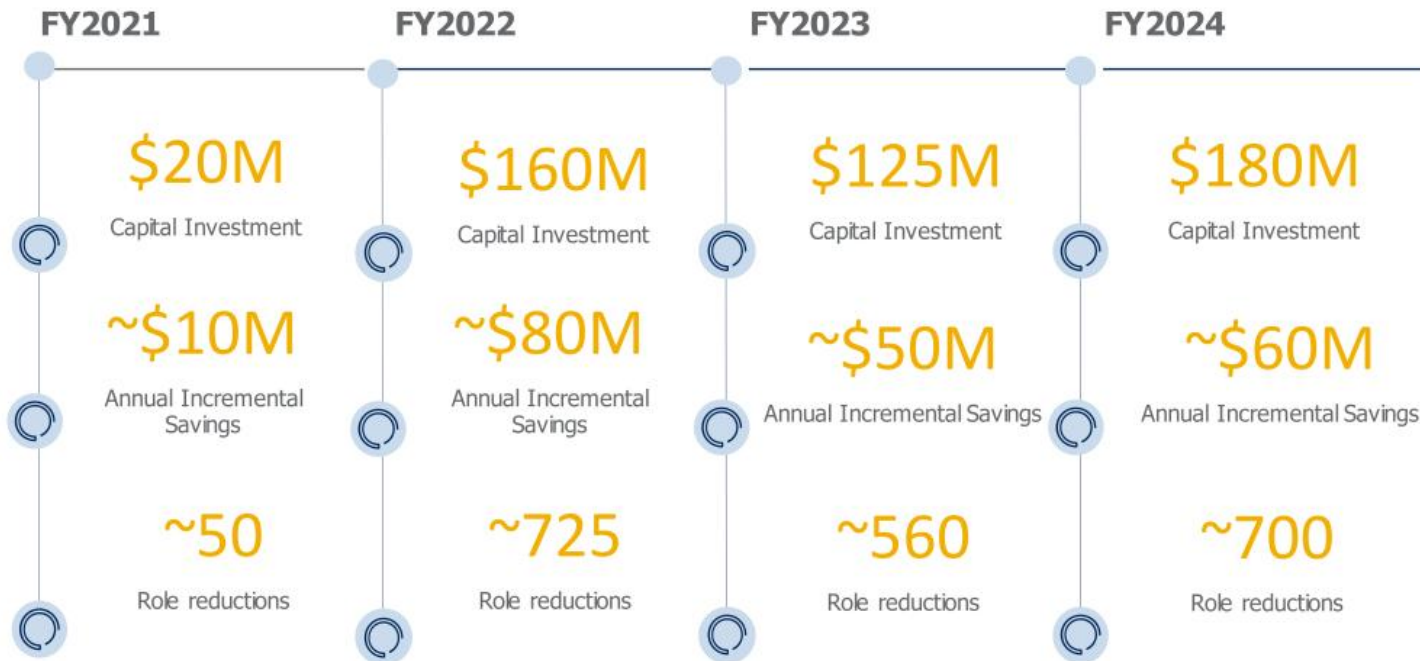 FY2021
FY2022
FY2023
FY2024
$20M
Capital Investment
$160M
Capital Investment
$125M
Capital Investment
$180M
Capital Investment
~$10M
Annual Incremental
Savings
~$80M
Annual Incremental
Savings
~$50M
Annual Incremental Savings
~$60M
Annual Incremental Savings
~50
Role reductions
~725
Role reductions
~560
Role reductions
~700
Role reductions